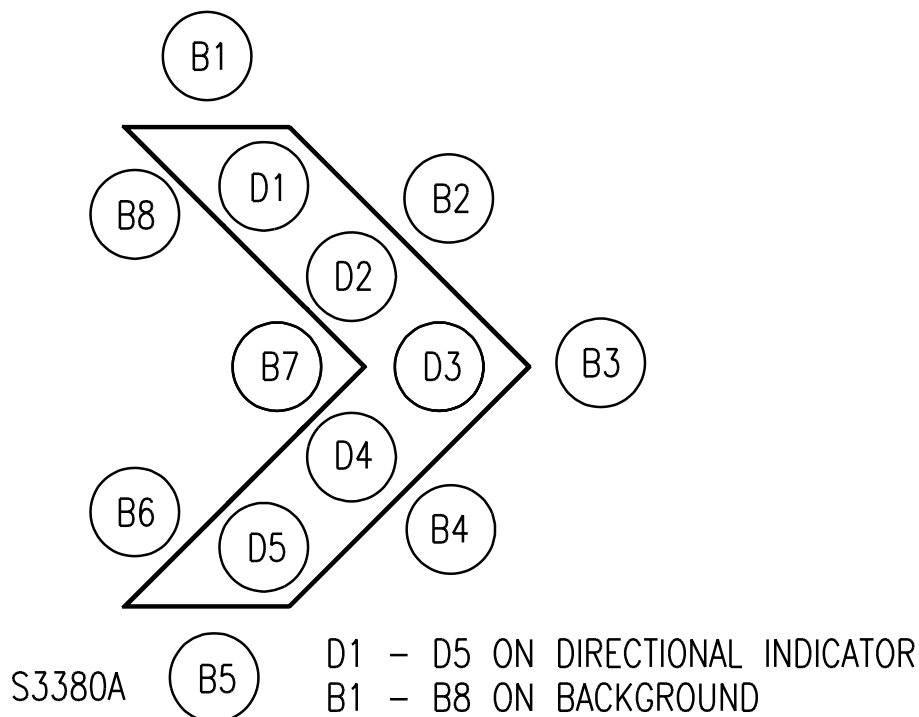 B1
D1
B2
B8
D2
B7
D3
B3
D4
B6
B4
D5
D1 - D5 ON DIRECTIONAL INDICATOR
S3380A
B5
B1 - B8 ON BACKGROUND